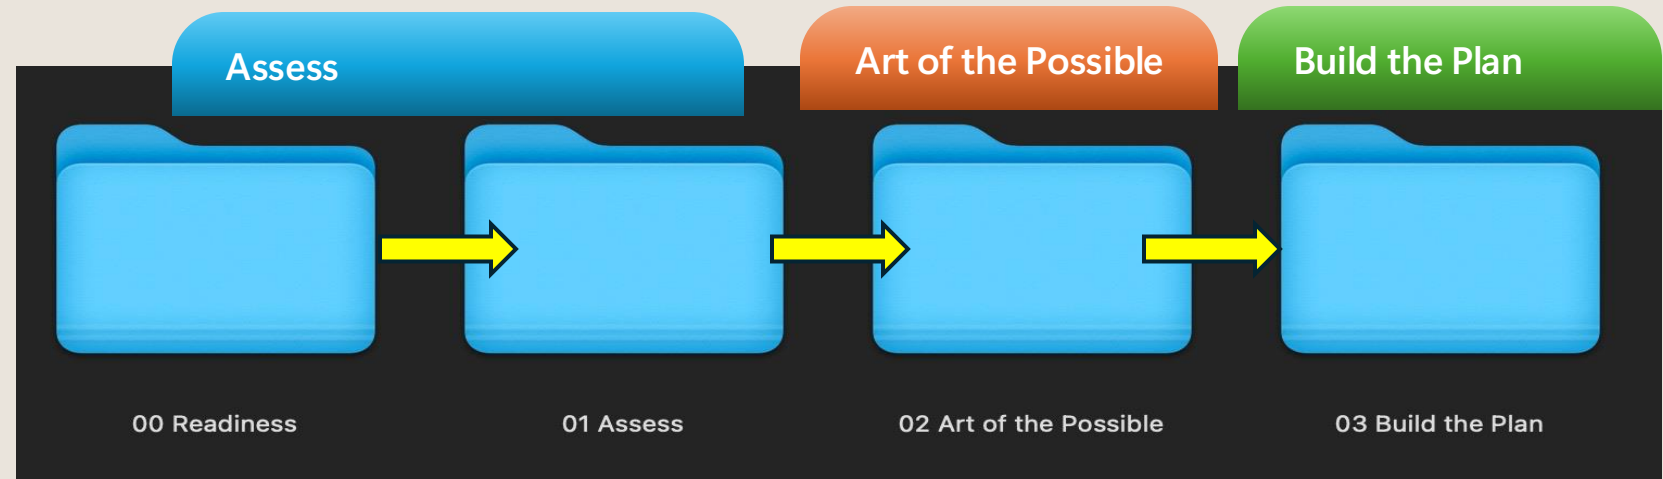 Assess
Art of the Possible
Build the Plan
00 Readiness
01 Assess
02 Art of the Possible
03 Build the Plan